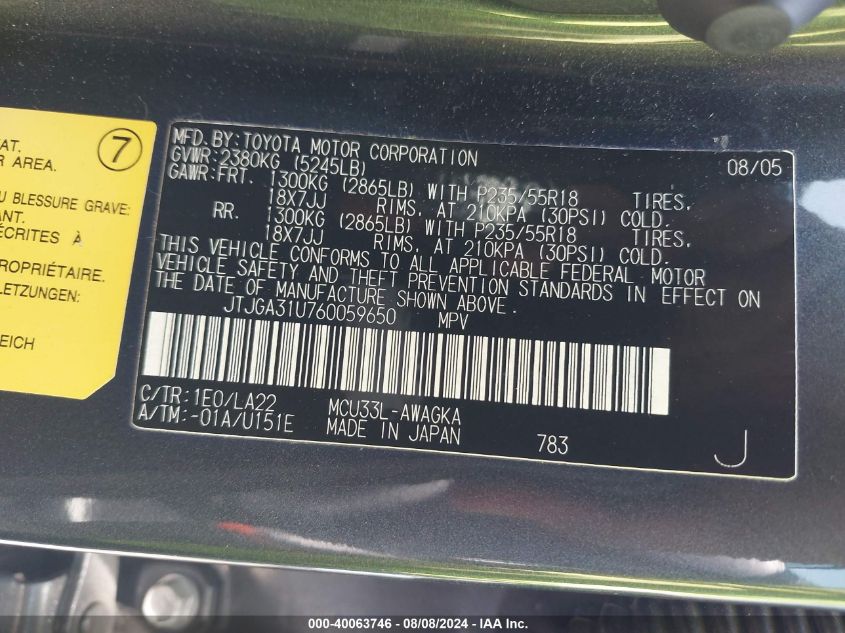 AT.
R AREA.
7
U BLESSURE GRAVE:
ANT.
ÉCRITES À
PROPRIÉTAIRE.
LETZUNGEN:
EICH
MFD.BY:TOYOTA MOTOR CORPORATION 08/05
GVWR:2380KG (5245LB)
GAWR:FRT. 1300KG (2865LB) WITH P235/55R18 TIRES,
18X7JJ RIMS, AT 210KPA (30PSI) COLD.
RR. 1300KG (2865LB) WITH P235/55R18 TIRES,
18X7JJ RIMS, AT 210KPA (30PSI) COLD.
THIS VEHICLE CONFORMS TO ALL APPLICABLE FEDERAL MOTOR
VEHICLE SAFETY AND THEFT PREVENTION STANDARDS IN EFFECT ON
THE DATE OF MANUFACTURE SHOWN ABOVE.
JTJGA31U760059650 MPV
C/TR:1E0/LA22 MCU33L-AWAGKA
A/TM:-01A/U151E MADE IN JAPAN 783 J
000-40063746 - 08/08/2024 - IAA Inc.